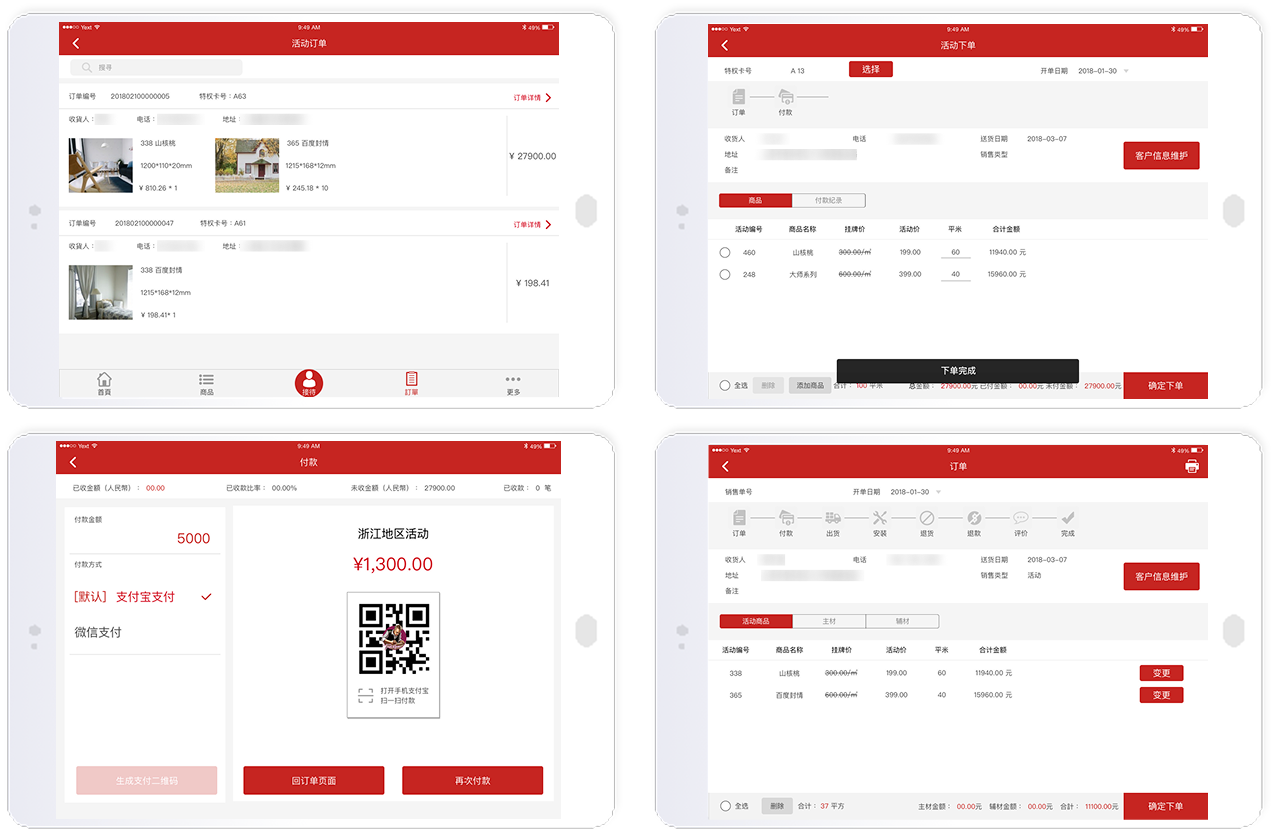 Yext 9:49 AM 49%
活动订单
搜寻
订单编号 201802100000005 特权卡号：A63 订单详情
收货人： 电话： 地址：
338 山核桃 365 百度封情
1200*110*20mm 1215*168*12mm
¥ 27900.00
¥ 810.26 * 1 ¥ 245.18 * 10
订单编号 201802100000047 特权卡号：A61 订单详情
收货人： 电话： 地址：
338 百度封情
1215*168*12mm
¥ 198.41
¥ 198.41* 1
首頁 商品 接待 訂單 更多
Yext 9:49 AM 49%
活动下单
特权卡号 A 13 选择 开单日期 2018-01-30
订单 付款
收货人 电话 送货日期 2018-03-07
地址 销售类型
备注
客户信息维护
商品 付款纪录
活动编号 商品名称 挂牌价 活动价 平米 合计金额
460 山核桃 300.00/㎡ 199.00 60 11940.00 元
248 大师系列 600.00/㎡ 399.00 40 15960.00 元
下单完成
全选 删除 添加商品 合计： 100 平米 总金额： 27900.00元 已付金额： 00.00元 未付金额： 27900.00元 确定下单
Yext 9:49 AM 49%
付款
已收金额（人民幣）： 00.00 已收款比率： 00.00% 未收金额（人民幣）： 27900.00 已收款： 0 笔
付款金额
5000
付款方式
[默认] 支付宝支付
微信支付
生成支付二维码
浙江地区活动
¥1,300.00
打开手机支付宝
扫一扫付款
回订单页面 再次付款
Yext 9:49 AM 49%
订单
销售单号 开单日期 2018-01-30
订单 付款 出货 安装 退货 退款 评价 完成
收货人 电话 送货日期 2018-03-07
地址 销售类型 活动
备注
客户信息维护
活动商品 主材 辅材
活动编号 商品名称 挂牌价 活动价 平米 合计金额
338 山核桃 300.00/㎡ 199.00 60 11940.00 元 变更
365 百度封情 600.00/㎡ 399.00 40 15960.00 元 变更
全选 删除 合计： 37 平方 主材金额： 00.00元 辅材金额： 00.00元 合計： 11100.00元 确定下单